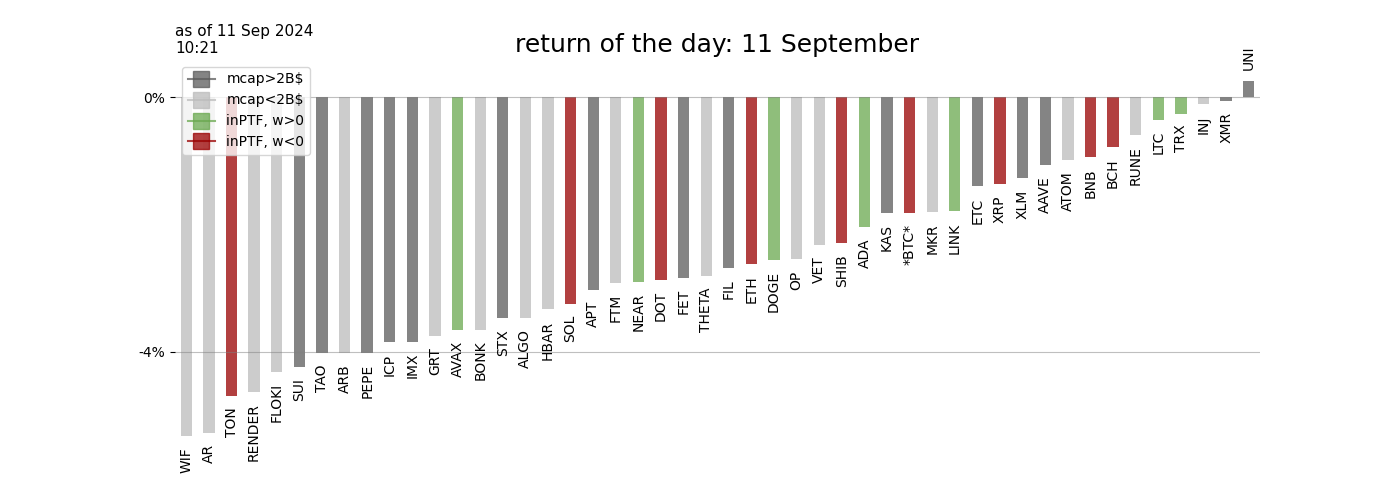 as of 11 Sep 2024
10:21
return of the day: 11 September
mcap>2B$
mcap<2B$
inPTF, w>0
inPTF, w<0
0%
-4%
WIF
AR
TON
RENDER
FLOKI
SUI
TAO
ARB
PEPE
ICP
IMX
GRT
AVAX
BONK
STX
ALGO
HBAR
SOL
APT
FTM
NEAR
DOT
FET
THETA
FIL
ETH
DOGE
OP
VET
SHIB
ADA
KAS
*BTC*
MKR
LINK
ETC
XRP
XLM
AAVE
ATOM
BNB
BCH
RUNE
LTC
TRX
INJ
XMR
UNI